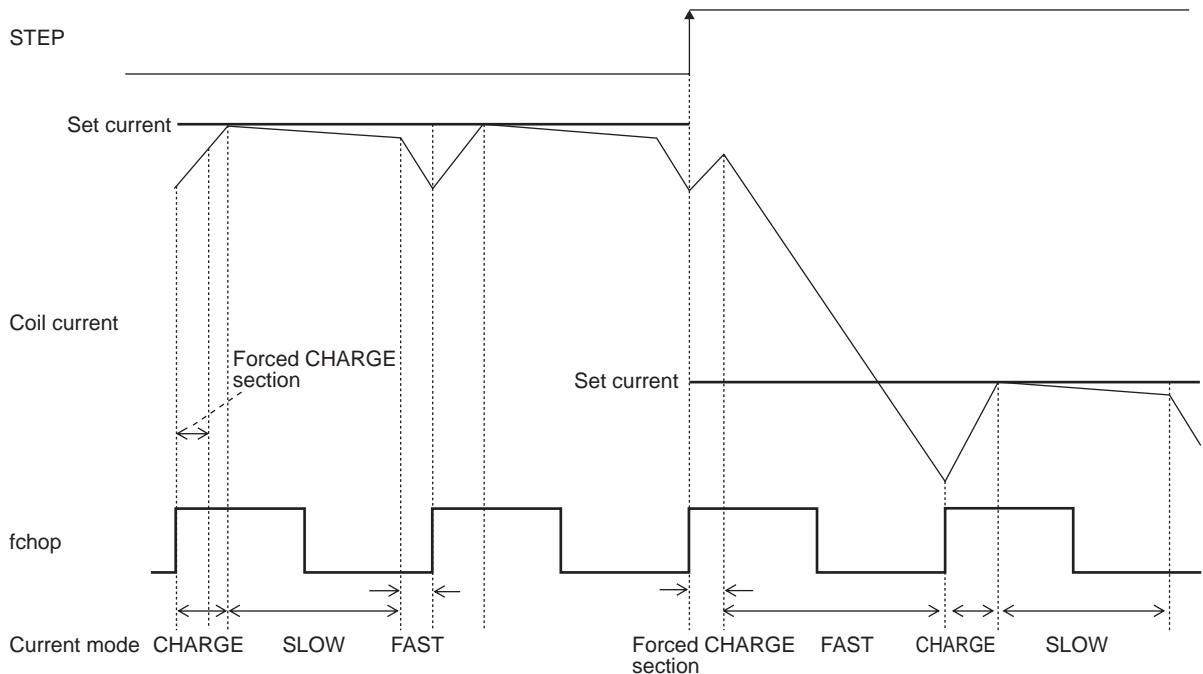 STEP
Set current
Coil current
Forced CHARGE
section
Set current
fchop
Current mode CHARGE SLOW FAST Forced CHARGE FAST CHARGE SLOW
section